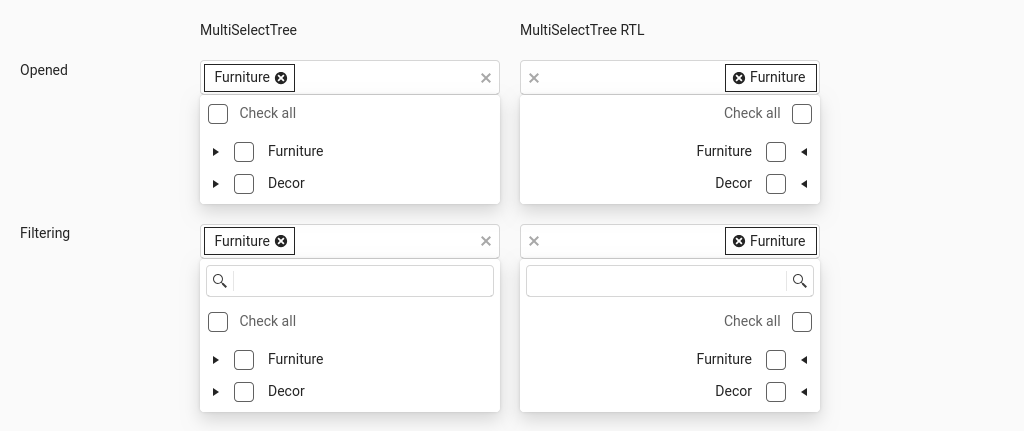 MultiSelectTree MultiSelectTree RTL
Opened
Furniture Furniture
Check all Check all
Furniture Furniture
Decor Decor
Filtering
Furniture Furniture
Check all Check all
Furniture Furniture
Decor Decor